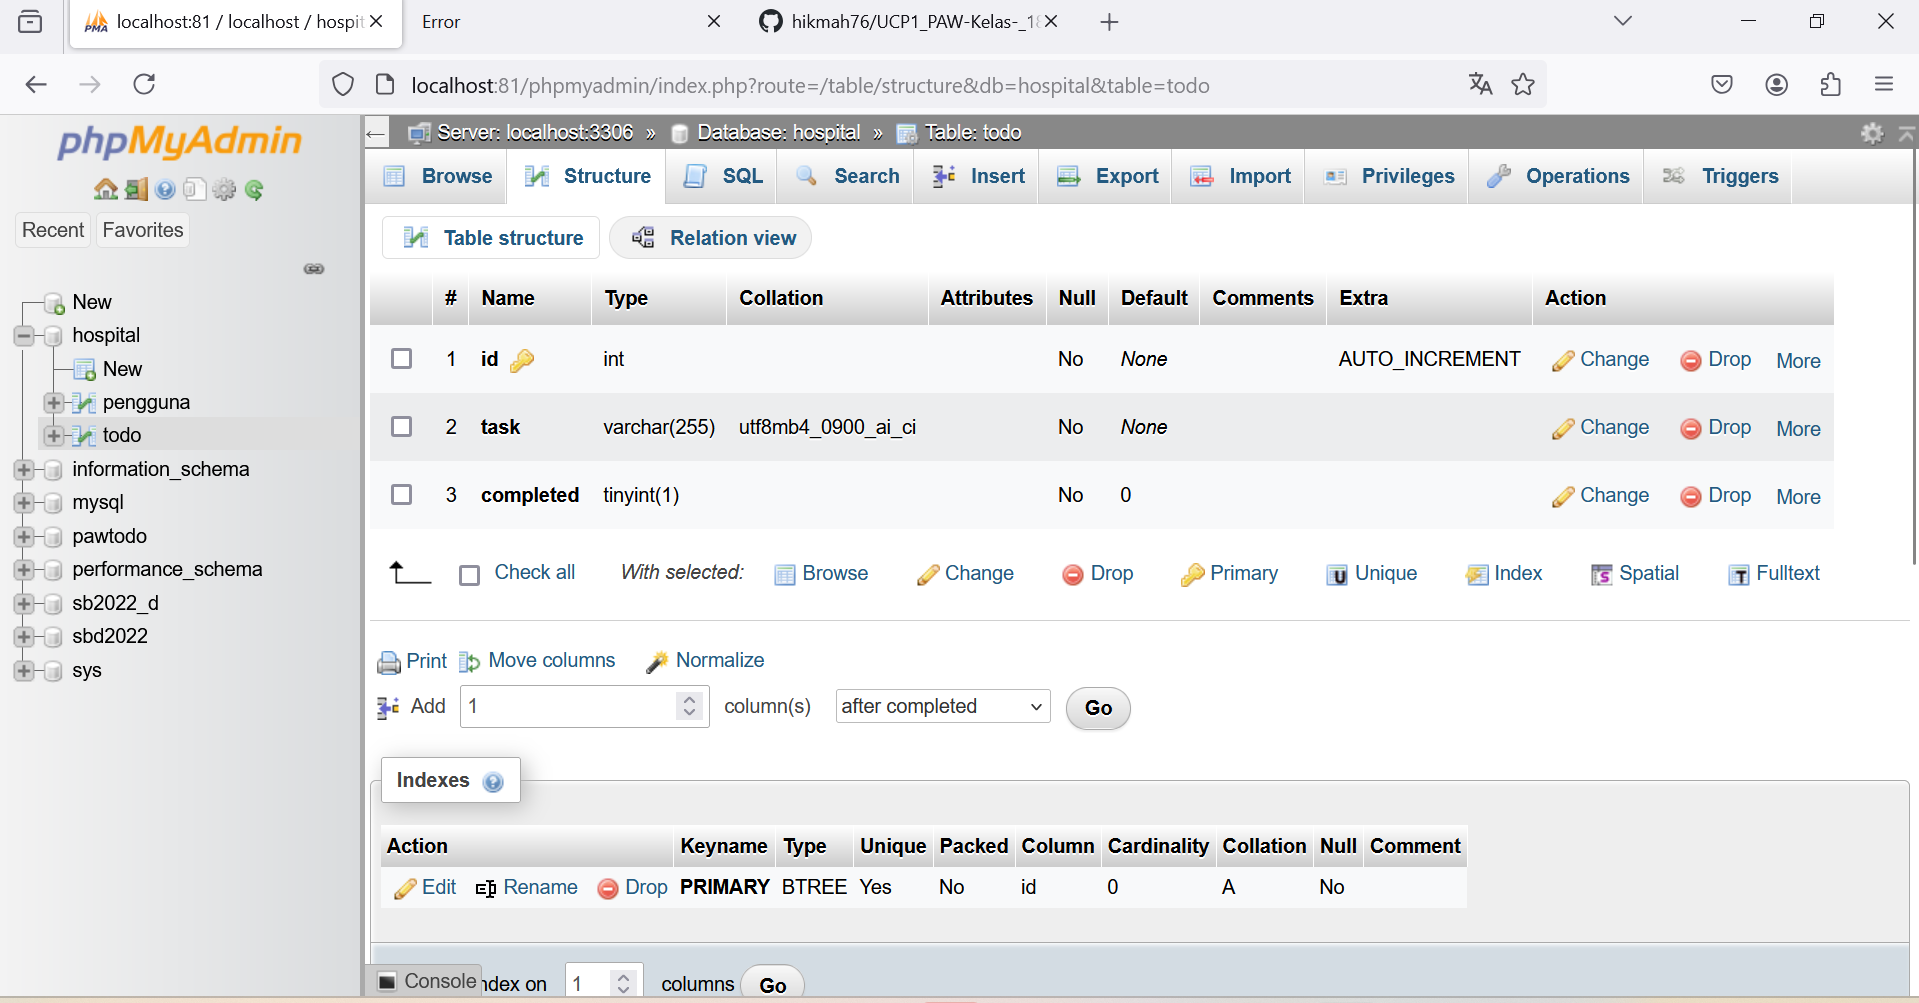 localhost:81 / localhost / hospit
Error
hikmah76/UCP1_PAW-Kelas-_18
localhost:81/phpmyadmin/index.php?route=/table/structure&db=hospital&table=todo
phpMyAdmin
Recent
Favorites
New
hospital
New
pengguna
todo
information_schema
mysql
pawtodo
performance_schema
sb2022_d
sbd2022
sys
Server: localhost:3306 » Database: hospital » Table: todo
Browse Structure SQL Search Insert Export Import Privileges Operations Triggers
Table structure Relation view
# Name Type Collation Attributes Null Default Comments Extra Action
1 id int No None AUTO_INCREMENT Change Drop More
2 task varchar(255) utf8mb4_0900_ai_ci No None Change Drop More
3 completed tinyint(1) No 0 Change Drop More
Check all With selected: Browse Change Drop Primary Unique Index Spatial Fulltext
Print Move columns Normalize
Add 1 column(s) after completed Go
Indexes
Action Keyname Type Unique Packed Column Cardinality Collation Null Comment
Edit Rename Drop PRIMARY BTREE Yes No id 0 A No
Console ndex on 1 columns Go